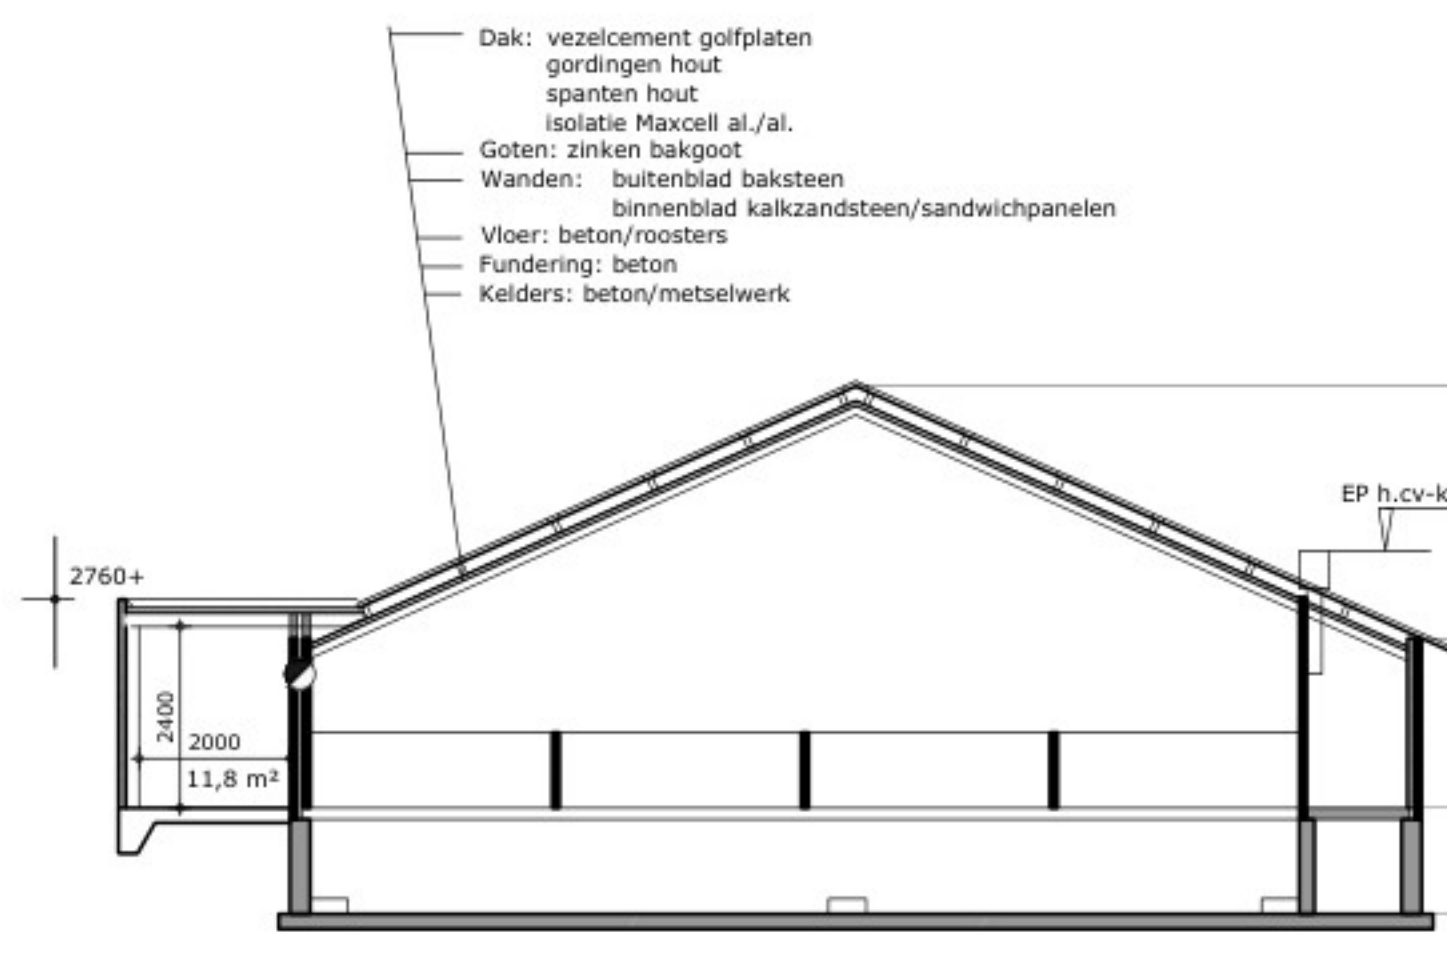 Dak: vezelcement golfplaten
gordingen hout
spanten hout
isolatie Maxcell al./al.
Goten: zinken bakgoot
Wanden: buitenblad baksteen
binnenblad kalkzandsteen/sandwichpanelen
Vloer: beton/roosters
Fundering: beton
Kelders: beton/metselwerk
EP h.cv-k
2760+
2400
2000
11,8 m²